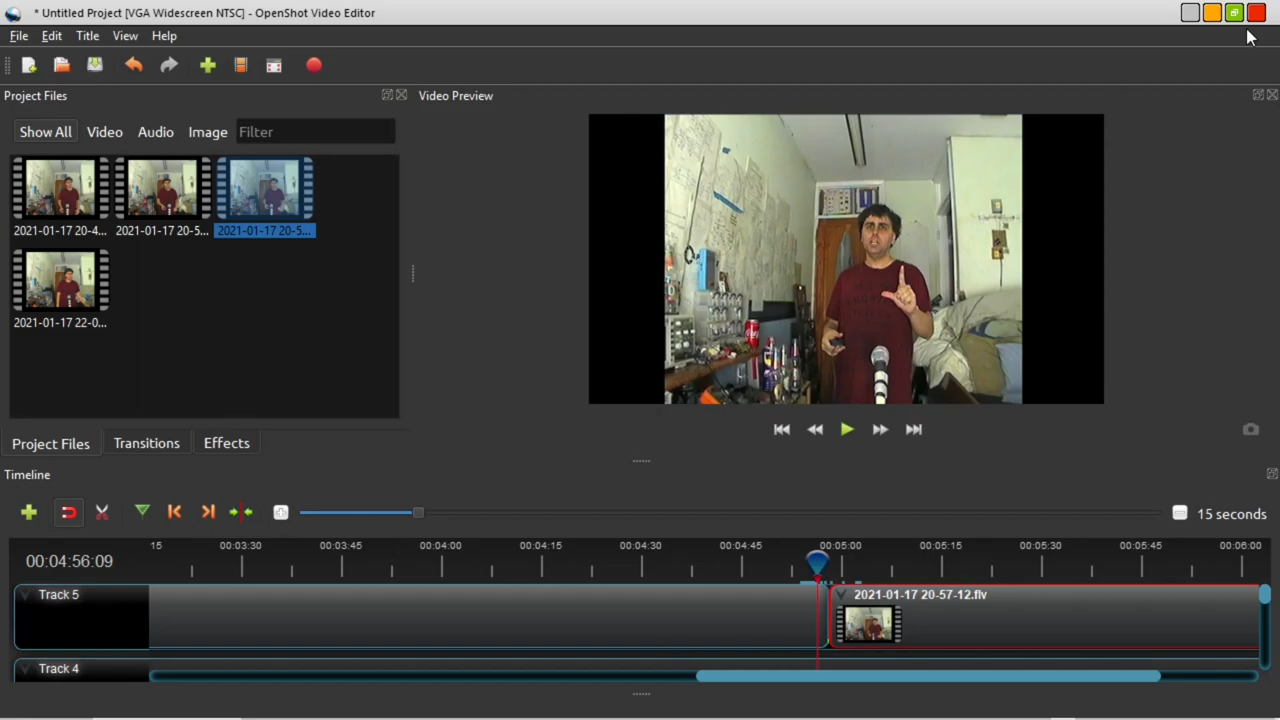 * Untitled Project [VGA Widescreen NTSC] - OpenShot Video Editor
File Edit Title View Help
Project Files
Video Preview
Show All Video Audio Image Filter
2021-01-17 20-4... 2021-01-17 20-5... 2021-01-17 20-5...
2021-01-17 22-0...
Project Files Transitions Effects
Timeline
15 seconds
00:04:56:09
15 00:03:30 00:03:45 00:04:00 00:04:15 00:04:30 00:04:45 00:05:00 00:05:15 00:05:30 00:05:45 00:06:00
Track 5
2021-01-17 20-57-12.flv
Track 4